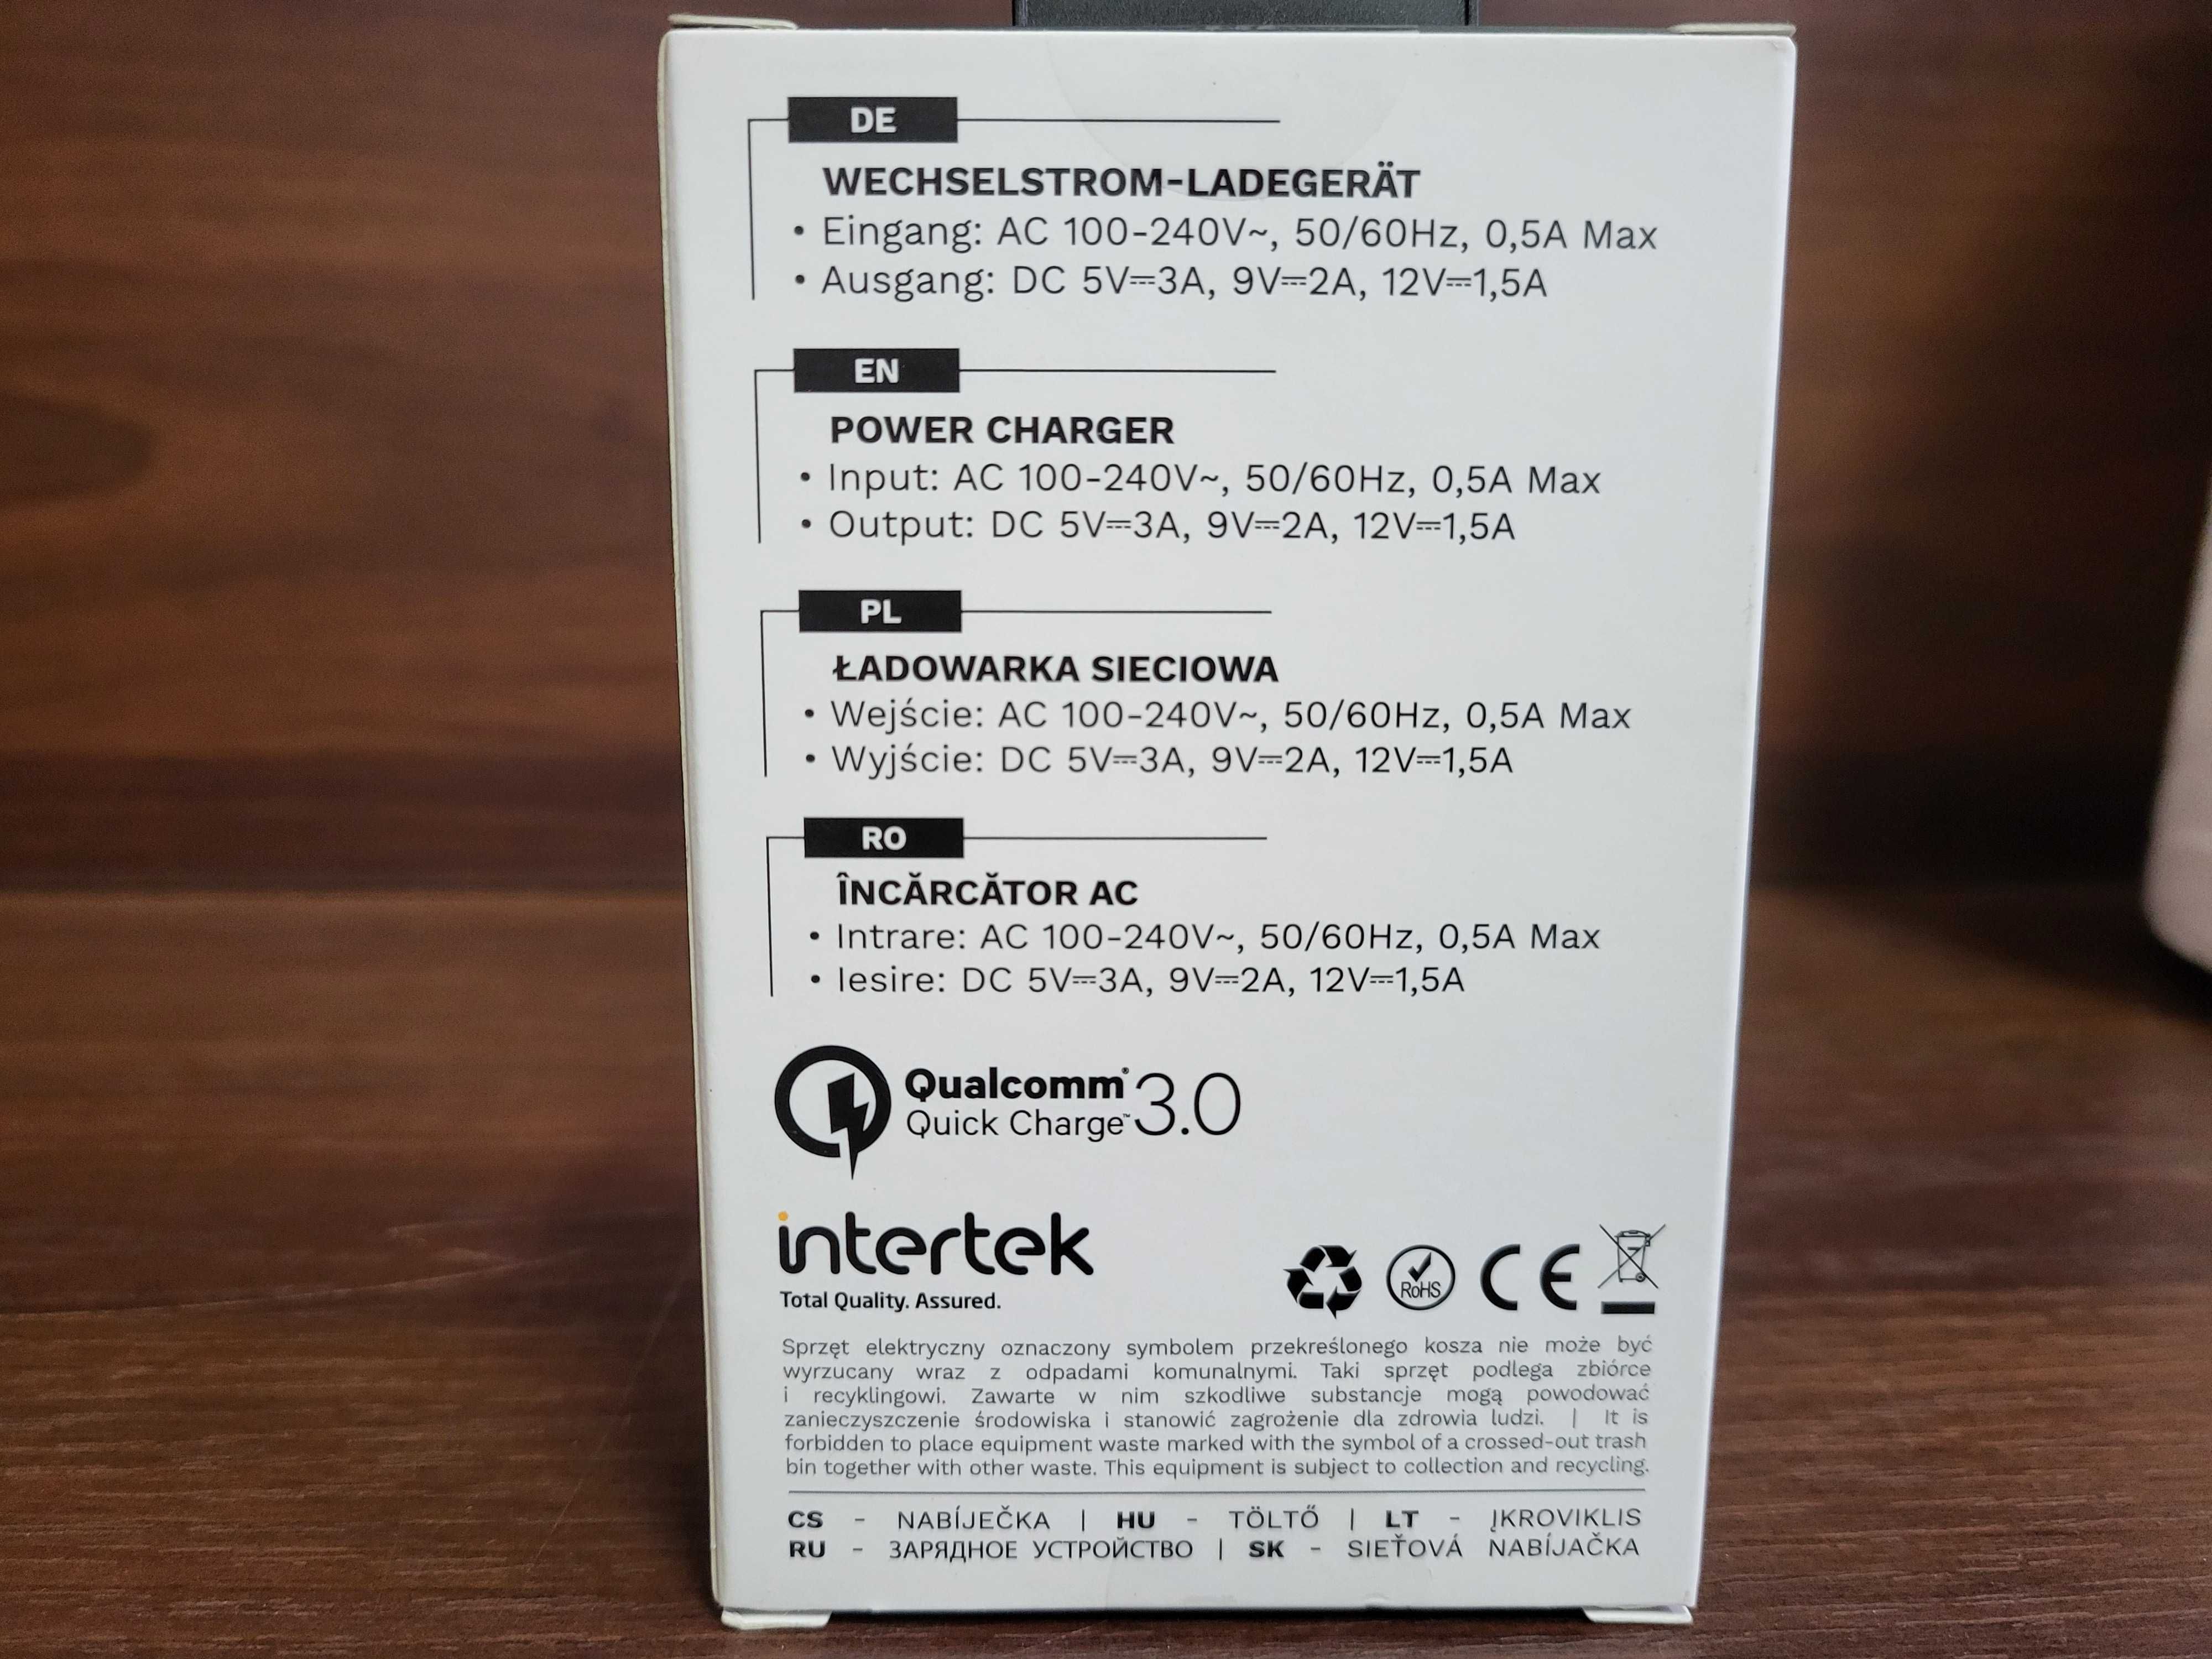 DE
WECHSELSTROM-LADEGERÄT
• Eingang: AC 100-240V~, 50/60Hz, 0,5A Max
• Ausgang: DC 5V⎓3A, 9V⎓2A, 12V⎓1,5A
EN
POWER CHARGER
• Input: AC 100-240V~, 50/60Hz, 0,5A Max
• Output: DC 5V⎓3A, 9V⎓2A, 12V⎓1,5A
PL
ŁADOWARKA SIECIOWA
• Wejście: AC 100-240V~, 50/60Hz, 0,5A Max
• Wyjście: DC 5V⎓3A, 9V⎓2A, 12V⎓1,5A
RO
ÎNCĂRCĂTOR AC
• Intrare: AC 100-240V~, 50/60Hz, 0,5A Max
• Iesire: DC 5V⎓3A, 9V⎓2A, 12V⎓1,5A
Qualcomm®
Quick Charge™ 3.0
intertek
Total Quality. Assured.
RoHS
CE
Sprzęt elektryczny oznaczony symbolem przekreślonego kosza nie może być
wyrzucany wraz z odpadami komunalnymi. Taki sprzęt podlega zbiórce
i recyklingowi. Zawarte w nim szkodliwe substancje mogą powodować
zanieczyszczenie środowiska i stanowić zagrożenie dla zdrowia ludzi. | It is
forbidden to place equipment waste marked with the symbol of a crossed-out trash
bin together with other waste. This equipment is subject to collection and recycling.
CS - NABÍJEČKA | HU - TÖLTŐ | LT - ĮKROVIKLIS
RU - ЗАРЯДНОЕ УСТРОЙСТВО | SK - SIEŤOVÁ NABÍJAČKA